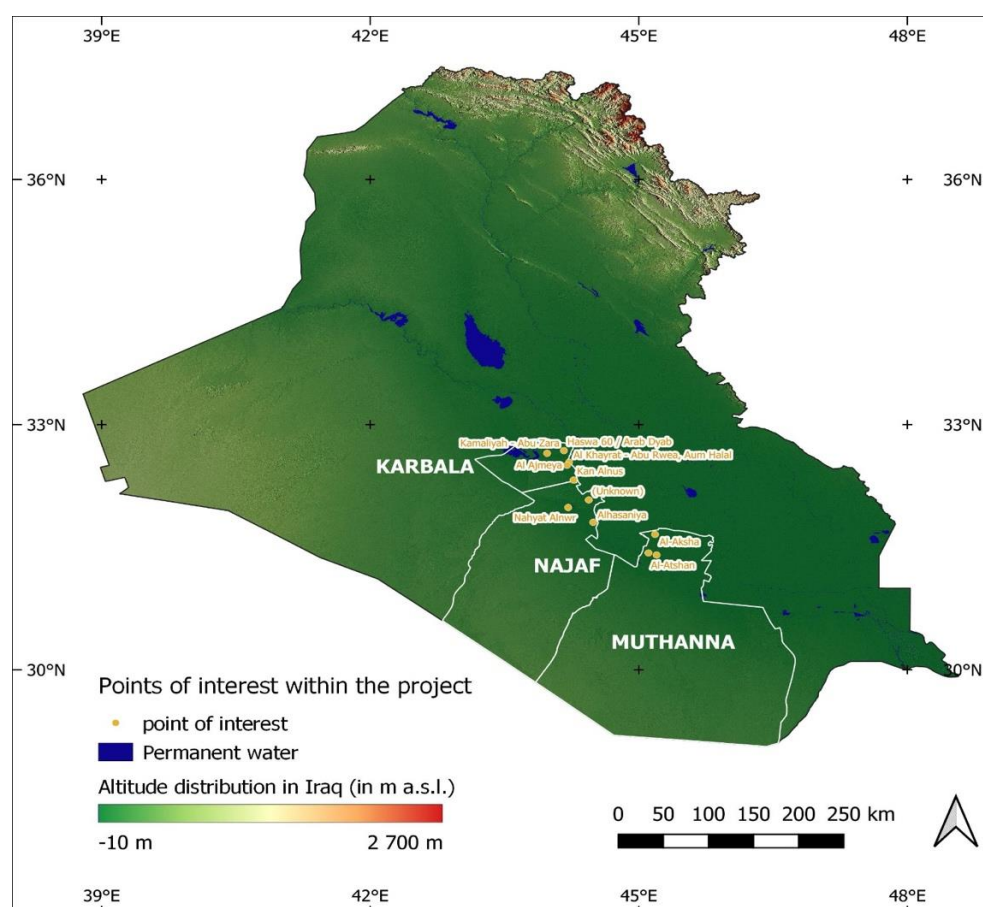 39°E 42°E 45°E 48°E
36°N 36°N
33°N 33°N
Kamaliyah - Abu Zara Haswa 60 / Arab Dyab
Al Khayrat - Abu Rwea, Aum Halal
KARBALA Al Ajmeya
Kan Alnus
(Unknown)
Nahyat Alnwr Alhasaniya
Al-Aksha
NAJAF Al-Atshan
MUTHANNA
30°N 30°N
Points of interest within the project
point of interest
Permanent water
Altitude distribution in Iraq (in m a.s.l.)
-10 m 2 700 m
0 50 100 150 200 250 km
39°E 42°E 45°E 48°E